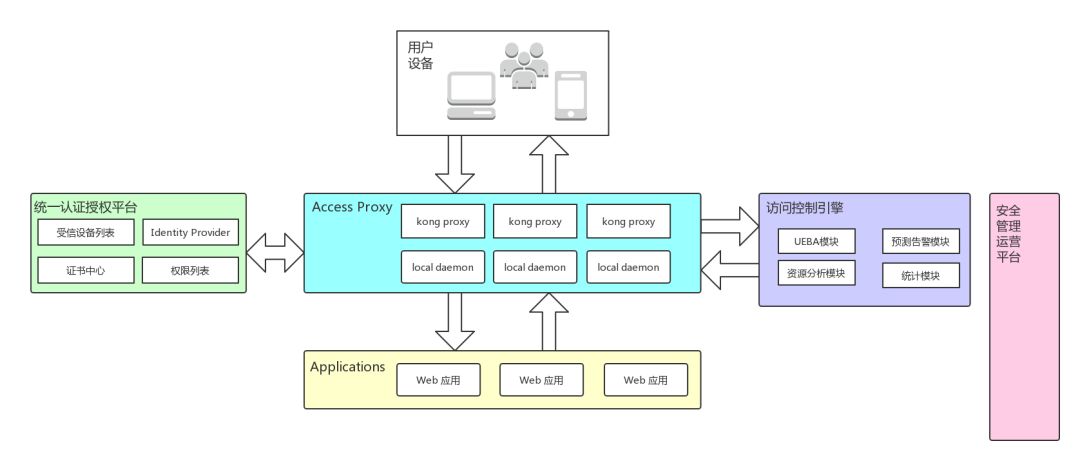 用户
设备
统一认证授权平台
受信设备列表
Identity Provider
证书中心
权限列表
Access Proxy
kong proxy
kong proxy
kong proxy
local daemon
local daemon
local daemon
访问控制引擎
UEBA模块
预测告警模块
资源分析模块
统计模块
安全
管理
运营
平台
Applications
Web 应用
Web 应用
Web 应用